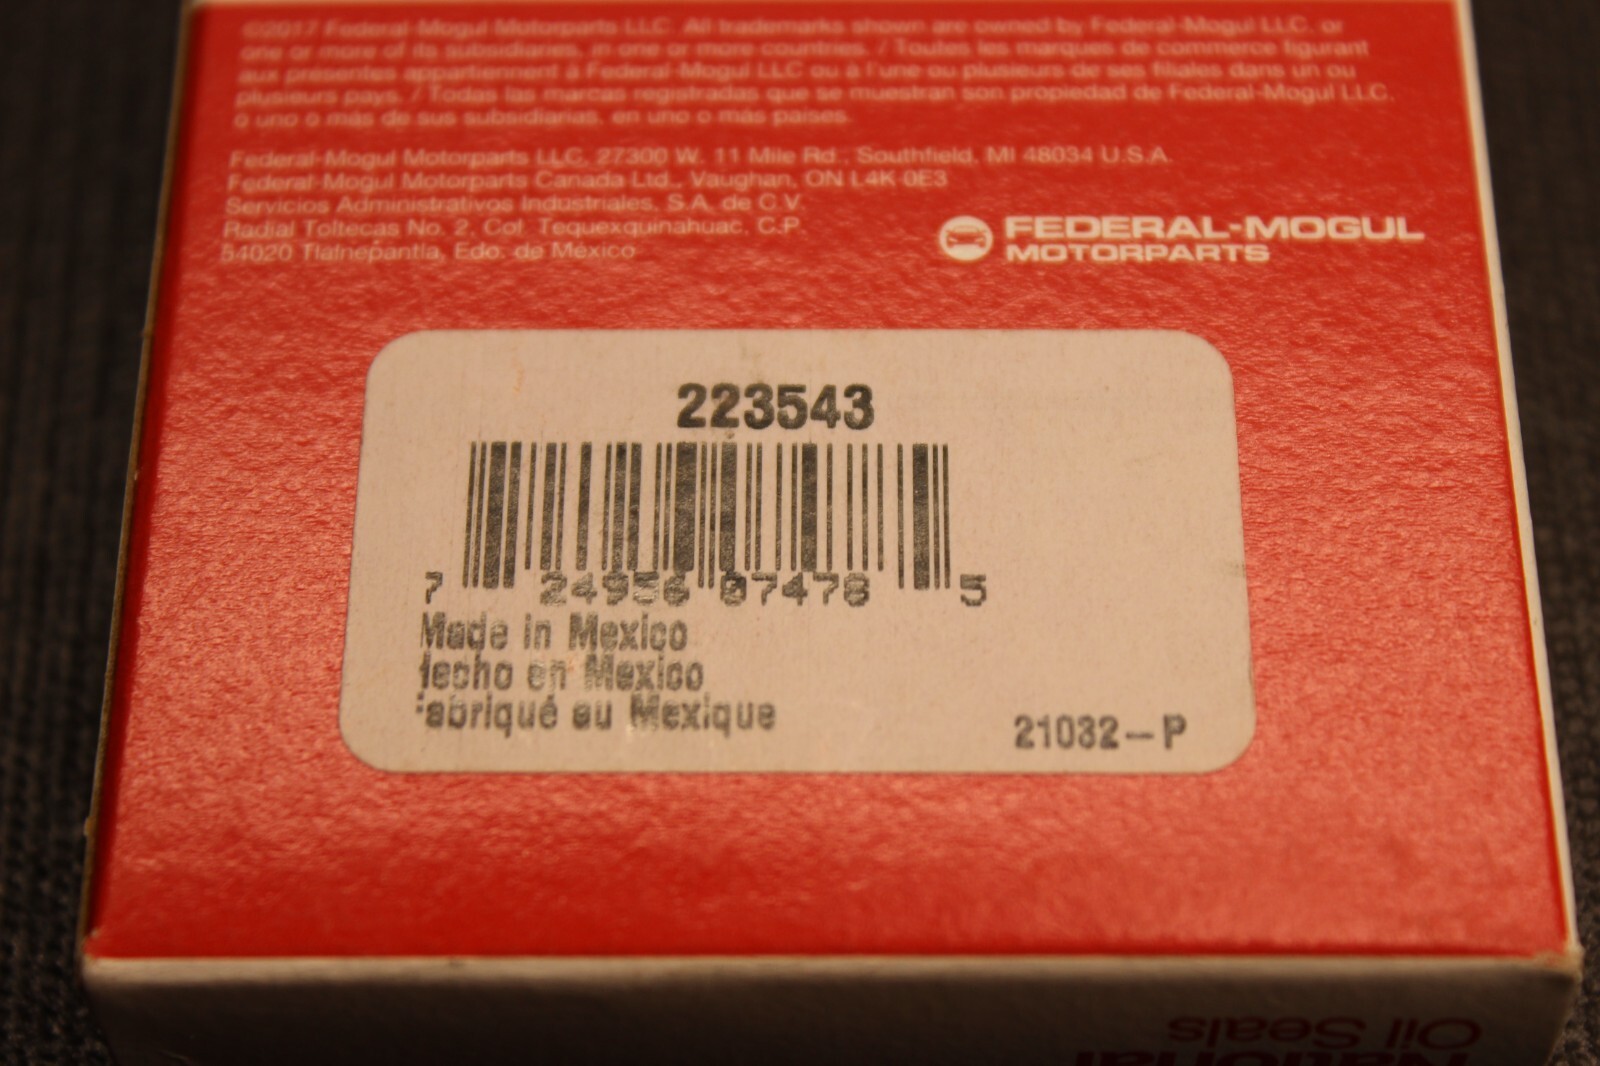 ©2017 Federal-Mogul Motorparts LLC. All trademarks shown are owned by Federal-Mogul LLC, or
one or more of its subsidiaries, in one or more countries. / Toutes les marques de commerce figurant
aux présentes appartiennent à Federal-Mogul LLC ou à l'une ou plusieurs de ses filiales dans un ou
plusieurs pays. / Todas las marcas registradas que se muestran son propiedad de Federal-Mogul LLC,
o uno o más de sus subsidiarias, en uno o más países.
Federal-Mogul Motorparts LLC, 27300 W. 11 Mile Rd., Southfield, MI 48034 U.S.A.
Federal-Mogul Motorparts Canada Ltd., Vaughan, ON L4K 0E3
Servicios Administrativos Industriales, S.A. de C.V.
Radial Toltecas No. 2, Col. Tequexquinahuac, C.P.
54020 Tlalnepantla, Edo. de México
FEDERAL-MOGUL
MOTORPARTS
223543
7 24956 07478 5
Made in Mexico
Hecho en Mexico
Fabriqué au Mexique
21032-P
National
Oil Seals